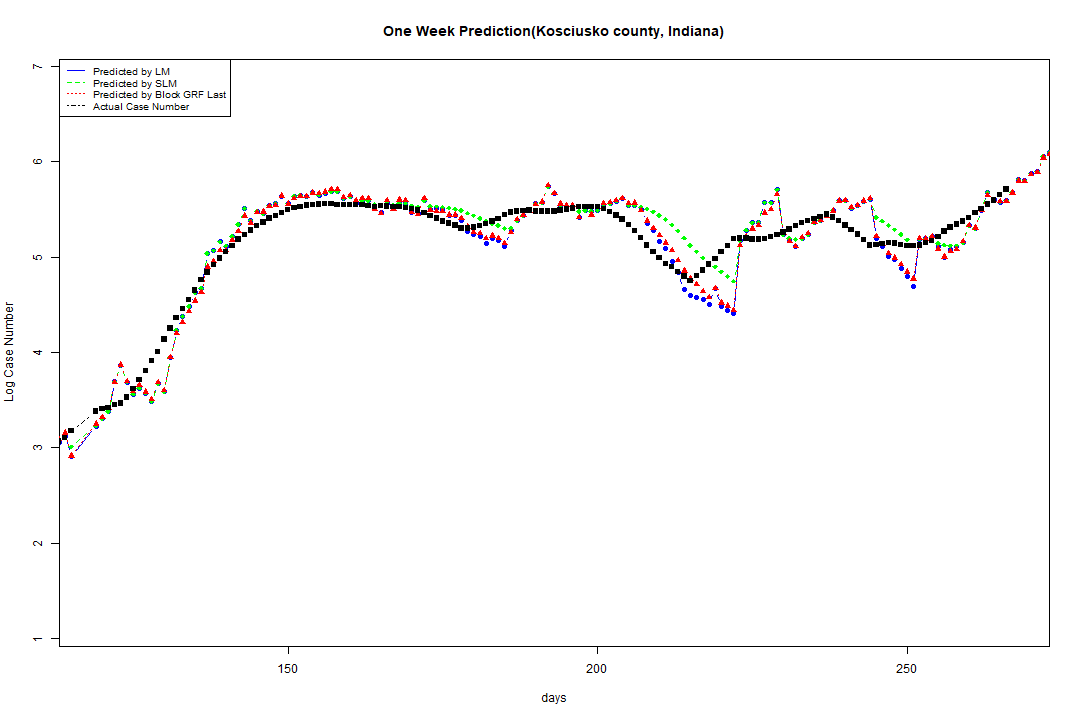 One Week Prediction(Kosciusko county, Indiana)
Predicted by LM
Predicted by SLM
Predicted by Block GRF Last
Actual Case Number
7
6
5
4
3
2
1
Log Case Number
150
200
250
days